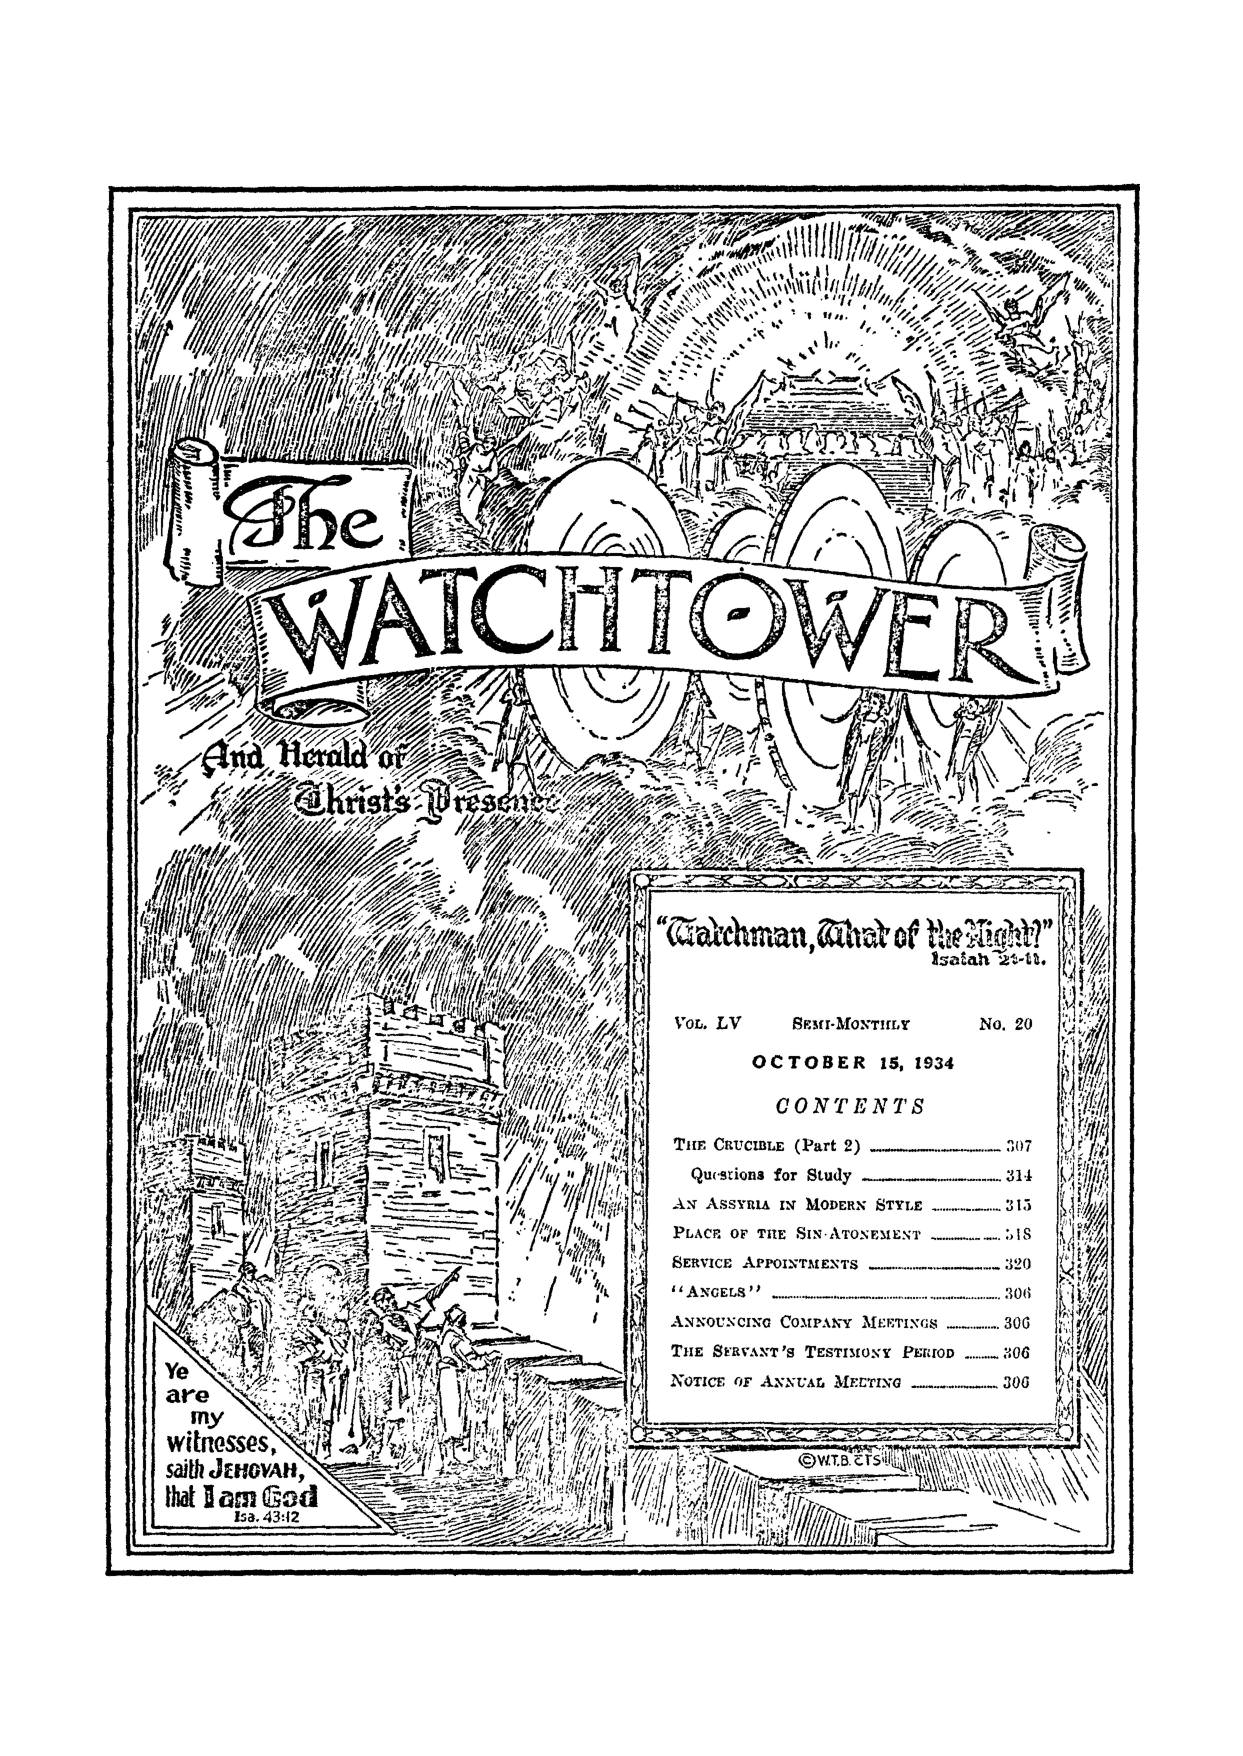 The
WATCHTOWER
And Herald of
Christ's Presence
"Watchman, What of the Night?"
Isaiah 21-11.
VOL. LV SEMI-MONTHLY No. 20
OCTOBER 15, 1934
CONTENTS
THE CRUCIBLE (Part 2) 307
Questions for Study 314
AN ASSYRIA IN MODERN STYLE 315
PLACE OF THE SIN-ATONEMENT 318
SERVICE APPOINTMENTS 320
"ANGELS" 306
ANNOUNCING COMPANY MEETINGS 306
THE SERVANT'S TESTIMONY PERIOD 306
NOTICE OF ANNUAL MEETING 306
Ye
are
my
witnesses,
saith JEHOVAH,
that I am God
Isa. 43:12
©W.T.B. & T.S